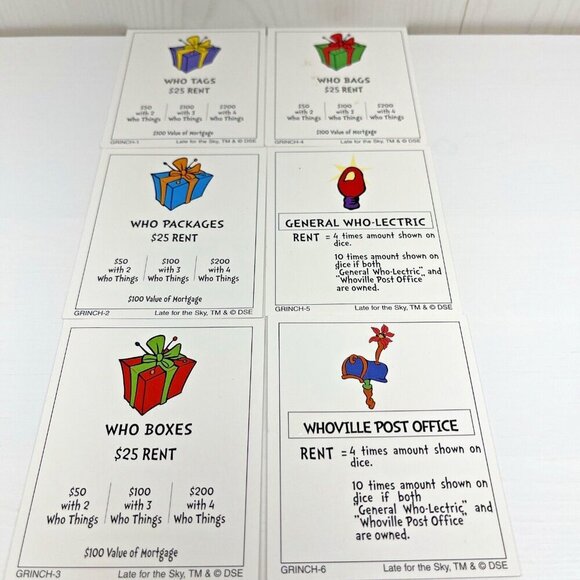 WHO TAGS
$25 RENT
$50 with 2 Who Things
$100 with 3 Who Things
$200 with 4 Who Things
$100 Value of Mortgage
GRINCH-1 Late for the Sky, TM & © DSE
WHO BAGS
$25 RENT
$50 with 2 Who Things
$100 with 3 Who Things
$200 with 4 Who Things
$100 Value of Mortgage
GRINCH-4 Late for the Sky, TM & © DSE
WHO PACKAGES
$25 RENT
$50 with 2 Who Things
$100 with 3 Who Things
$200 with 4 Who Things
$100 Value of Mortgage
GRINCH-2 Late for the Sky, TM & © DSE
GENERAL WHO-LECTRIC
RENT = 4 times amount shown on
dice.
10 times amount shown on
dice if both
"General Who-Lectric" and
"Whoville Post Office"
are owned.
GRINCH-5 Late for the Sky, TM & © DSE
WHO BOXES
$25 RENT
$50 with 2 Who Things
$100 with 3 Who Things
$200 with 4 Who Things
$100 Value of Mortgage
GRINCH-3 Late for the Sky, TM & © DSE
WHOVILLE POST OFFICE
RENT = 4 times amount shown on
dice.
10 times amount shown on
dice if both
"General Who-Lectric" and
"Whoville Post Office"
are owned.
GRINCH-6 Late for the Sky, TM & © DSE